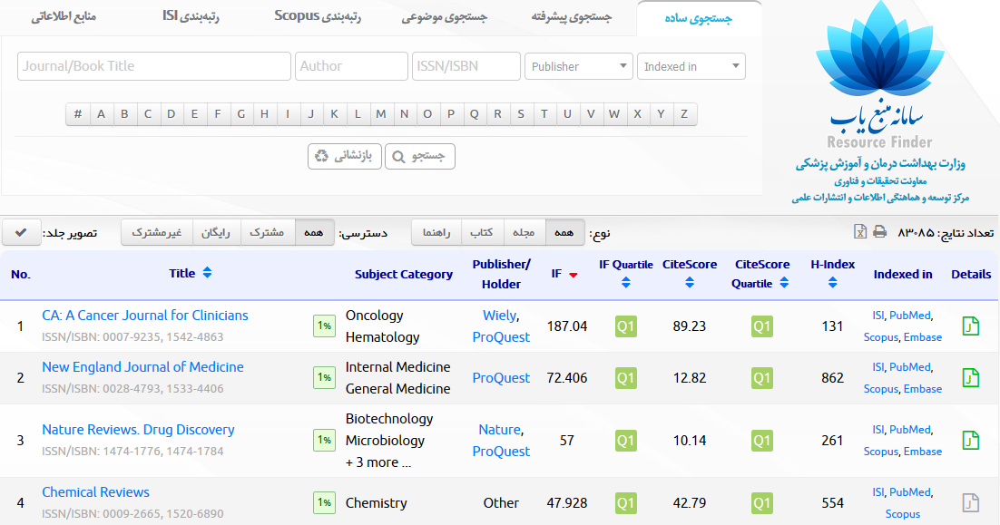 منابع اطلاعاتی رتبه‌بندی ISI رتبه‌بندی Scopus جستجوی موضوعی جستجوی پیشرفته جستجوی ساده
Journal/Book Title Author ISSN/ISBN Publisher Indexed in
# A B C D E F G H I J K L M N O P Q R S T U V W X Y Z
جستجو بازنشانی
سامانه منبع یاب
Resource Finder
وزارت بهداشت درمان و آموزش پزشکی
معاونت تحقیقات و فناوری
مرکز توسعه و هماهنگی اطلاعات و انتشارات علمی
تعداد نتایج: ۸۳۰۸۵ نوع: همه مجله کتاب راهنما دسترسی: همه مشترک رایگان غیرمشترک تصویر جلد:
No. Title Subject Category Publisher/ Holder IF IF Quartile CiteScore CiteScore Quartile H-Index Indexed in Details
1 CA: A Cancer Journal for Clinicians 1% Oncology Wiely, 187.04 Q1 89.23 Q1 131 ISI, PubMed,
ISSN/ISBN: 0007-9235, 1542-4863 Hematology ProQuest Scopus, Embase
2 New England Journal of Medicine 1% Internal Medicine ProQuest 72.406 Q1 12.82 Q1 862 ISI, PubMed,
ISSN/ISBN: 0028-4793, 1533-4406 General Medicine Scopus, Embase
3 Nature Reviews. Drug Discovery 1% Biotechnology Nature, 57 Q1 10.14 Q1 261 ISI, PubMed,
ISSN/ISBN: 1474-1776, 1474-1784 Microbiology ProQuest Scopus, Embase
+ 3 more ...
4 Chemical Reviews 1% Chemistry Other 47.928 Q1 42.79 Q1 554 ISI, PubMed,
ISSN/ISBN: 0009-2665, 1520-6890 Scopus